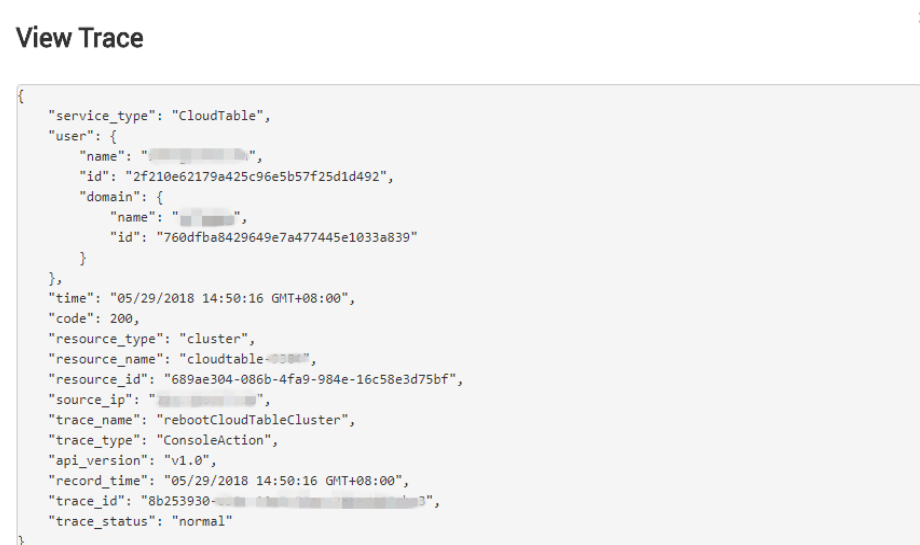 View Trace
{
"service_type": "CloudTable",
"user": {
"name": "",
"id": "2f210e62179a425c96e5b57f25d1d492",
"domain": {
"name": "",
"id": "760dfba8429649e7a477445e1033a839"
}
},
"time": "05/29/2018 14:50:16 GMT+08:00",
"code": 200,
"resource_type": "cluster",
"resource_name": "cloudtable-",
"resource_id": "689ae304-086b-4fa9-984e-16c58e3d75bf",
"source_ip": "",
"trace_name": "rebootCloudTableCluster",
"trace_type": "ConsoleAction",
"api_version": "v1.0",
"record_time": "05/29/2018 14:50:16 GMT+08:00",
"trace_id": "8b253930-",
"trace_status": "normal"
}